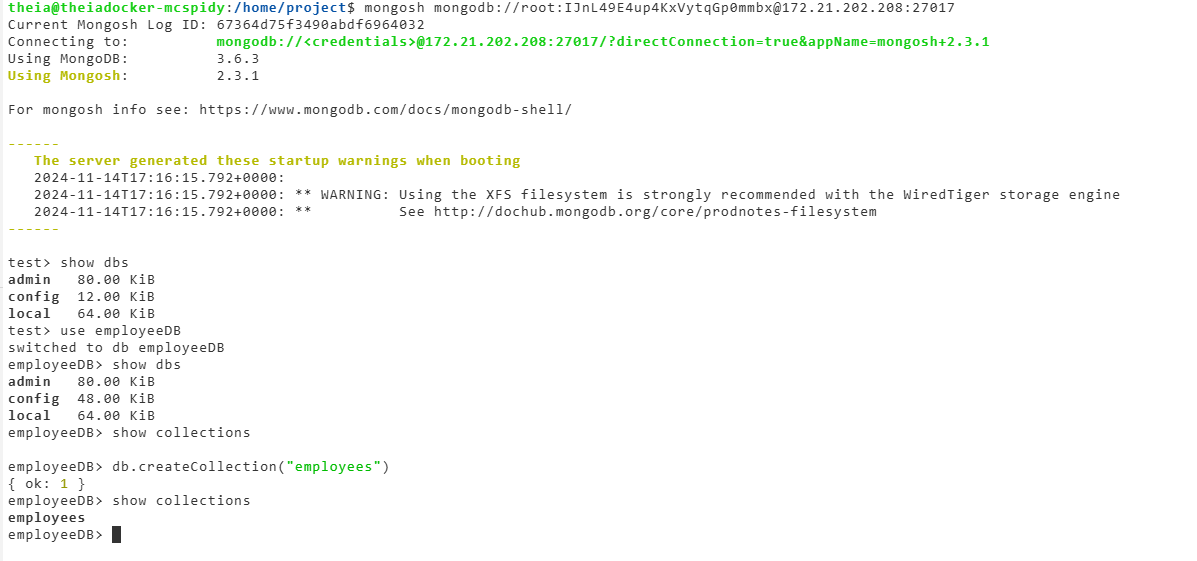 theia@theiadocker-mcspidy:/home/project$ mongosh mongodb://root:IJnL49E4up4KxVytqGp0mmbx@172.21.202.208:27017
Current Mongosh Log ID: 67364d75f3490abdf6964032
Connecting to: mongodb://<credentials>@172.21.202.208:27017/?directConnection=true&appName=mongosh+2.3.1
Using MongoDB: 3.6.3
Using Mongosh: 2.3.1
For mongosh info see: https://www.mongodb.com/docs/mongodb-shell/
------
The server generated these startup warnings when booting
2024-11-14T17:16:15.792+0000:
2024-11-14T17:16:15.792+0000: ** WARNING: Using the XFS filesystem is strongly recommended with the WiredTiger storage engine
2024-11-14T17:16:15.792+0000: ** See http://dochub.mongodb.org/core/prodnotes-filesystem
------
test> show dbs
admin 80.00 KiB
config 12.00 KiB
local 64.00 KiB
test> use employeeDB
switched to db employeeDB
employeeDB> show dbs
admin 80.00 KiB
config 48.00 KiB
local 64.00 KiB
employeeDB> show collections
employeeDB> db.createCollection("employees")
{ ok: 1 }
employeeDB> show collections
employees
employeeDB>